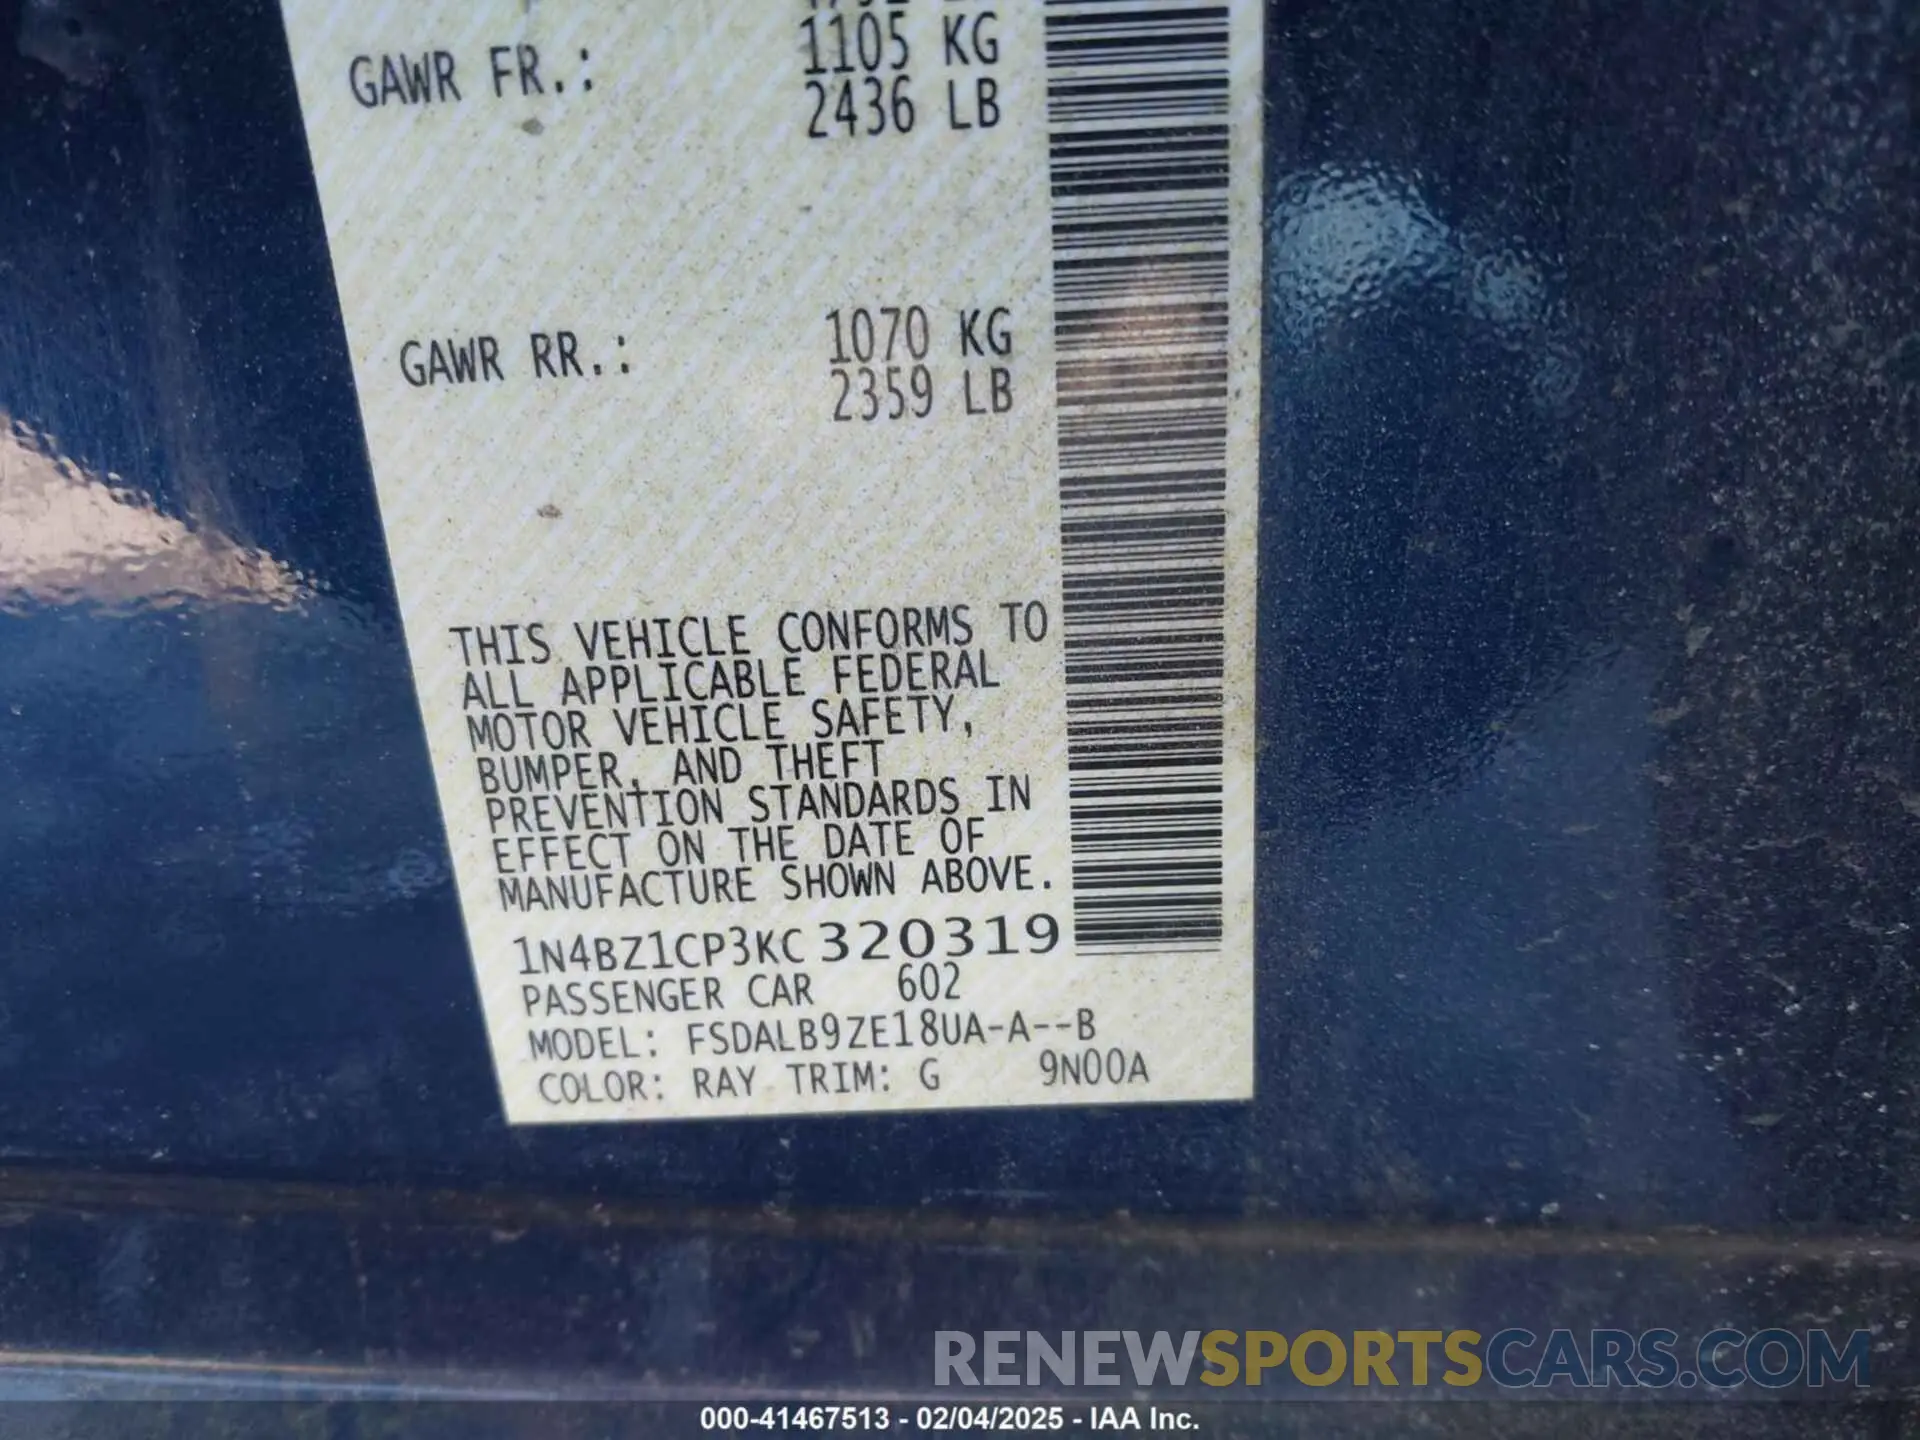 1105 KG
GAWR FR.:
2436 LB
1070 KG
GAWR RR.:
2359 LB
THIS VEHICLE CONFORMS TO
ALL APPLICABLE FEDERAL
MOTOR VEHICLE SAFETY,
BUMPER, AND THEFT
PREVENTION STANDARDS IN
EFFECT ON THE DATE OF
MANUFACTURE SHOWN ABOVE.
1N4BZ1CP3KC320319
PASSENGER CAR 602
MODEL: FSDALB9ZE18UA-A--B
COLOR: RAY TRIM: G 9N00A
RENEWSPORTSCARS.COM
000-41467513 - 02/04/2025 - IAA Inc.